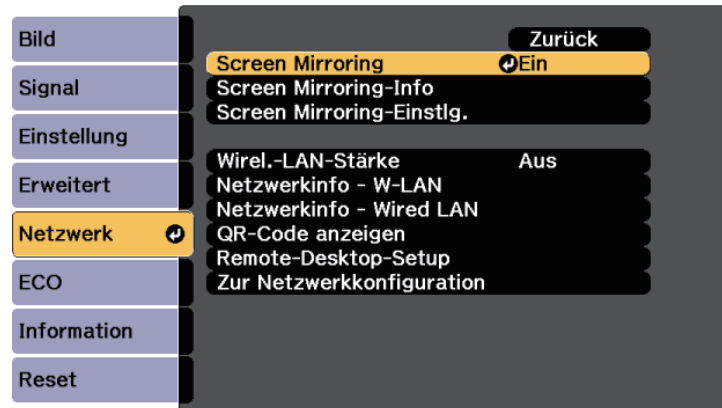 Bild
Signal
Einstellung
Erweitert
Netzwerk
ECO
Information
Reset
Zurück
Screen Mirroring Ein
Screen Mirroring-Info
Screen Mirroring-Einstlg.
Wirel.-LAN-Stärke Aus
Netzwerkinfo - W-LAN
Netzwerkinfo - Wired LAN
QR-Code anzeigen
Remote-Desktop-Setup
Zur Netzwerkkonfiguration